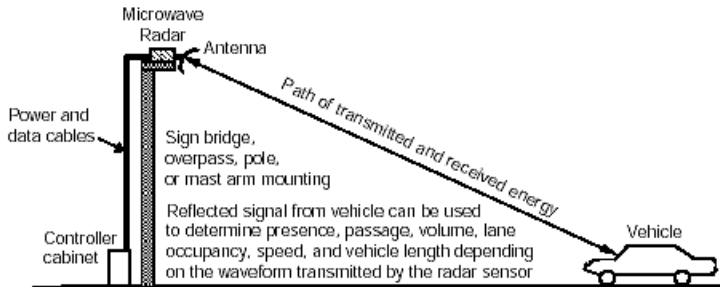 Microwave
Radar
Antenna
Path of transmitted and received energy
Power and
data cables
Sign bridge,
overpass, pole,
or mast arm mounting
Reflected signal from vehicle can be used
to determine presence, passage, volume, lane
occupancy, speed, and vehicle length depending
on the waveform transmitted by the radar sensor
Controller
cabinet
Vehicle